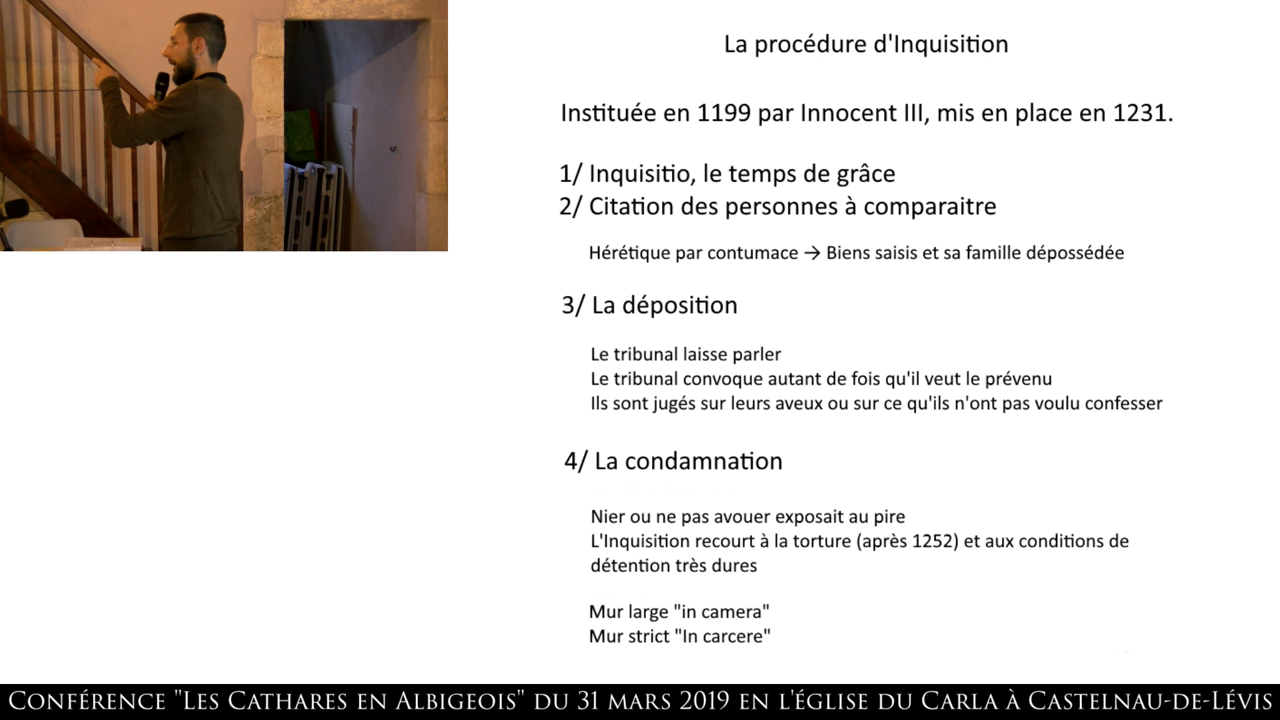 La procédure d'Inquisition
Instituée en 1199 par Innocent III, mis en place en 1231.
1/ Inquisitio, le temps de grâce
2/ Citation des personnes à comparaitre
Hérétique par contumace → Biens saisis et sa famille dépossédée
3/ La déposition
Le tribunal laisse parler
Le tribunal convoque autant de fois qu'il veut le prévenu
Ils sont jugés sur leurs aveux ou sur ce qu'ils n'ont pas voulu confesser
4/ La condamnation
Nier ou ne pas avouer exposait au pire
L'Inquisition recourt à la torture (après 1252) et aux conditions de
détention très dures
Mur large "in camera"
Mur strict "In carcere"
Conférence "Les Cathares en Albigeois" du 31 mars 2019 en l'église du Carla à Castelnau-de-Lévis